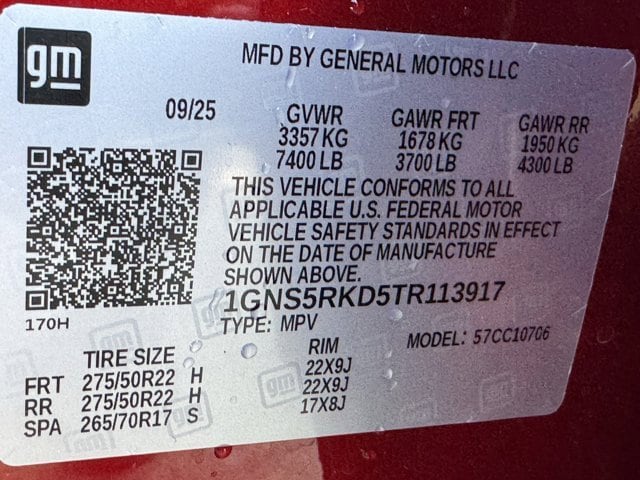 gm
MFD BY GENERAL MOTORS LLC
09/25 GVWR GAWR FRT GAWR RR
3357 KG 1678 KG 1950 KG
7400 LB 3700 LB 4300 LB
THIS VEHICLE CONFORMS TO ALL
APPLICABLE U.S. FEDERAL MOTOR
VEHICLE SAFETY STANDARDS IN EFFECT
ON THE DATE OF MANUFACTURE
SHOWN ABOVE.
1GNS5RKD5TR113917
170H
TYPE: MPV MODEL: 57CC10706
TIRE SIZE RIM
FRT 275/50R22 H 22X9J
RR 275/50R22 H 22X9J
SPA 265/70R17 S 17X8J